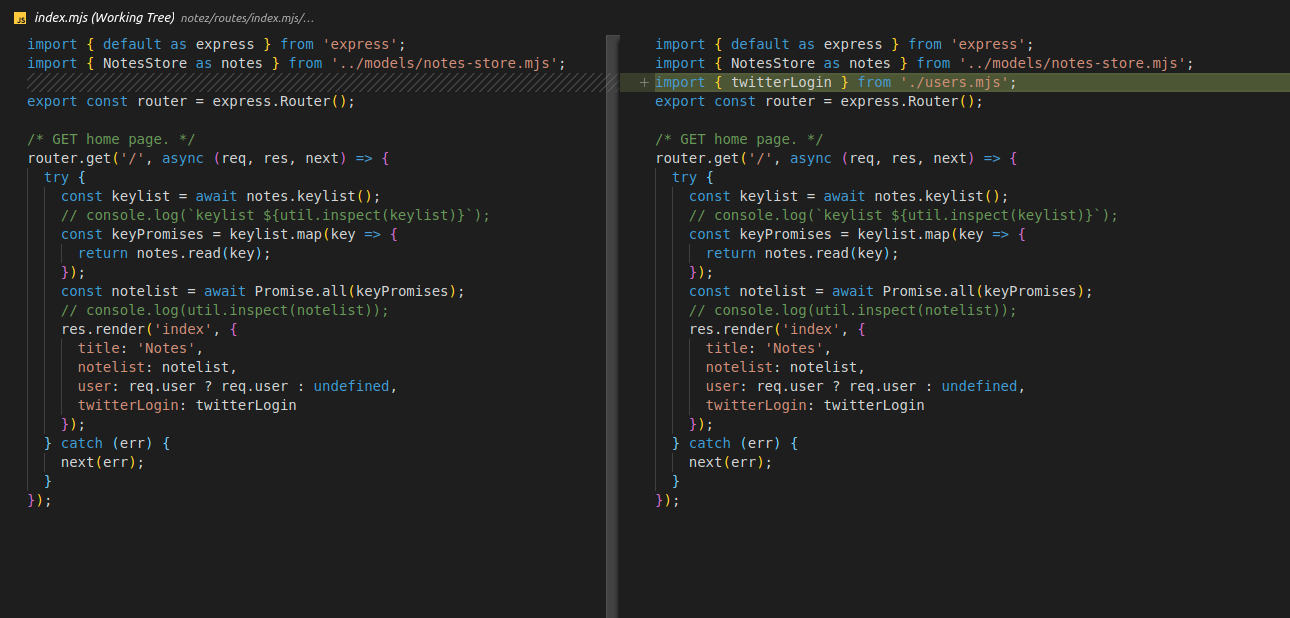 JS index.mjs (Working Tree) notez/routes/index.mjs/...
import { default as express } from 'express';
import { NotesStore as notes } from '../models/notes-store.mjs';
export const router = express.Router();
/* GET home page. */
router.get('/', async (req, res, next) => {
try {
const keylist = await notes.keylist();
// console.log(`keylist ${util.inspect(keylist)}`);
const keyPromises = keylist.map(key => {
return notes.read(key);
});
const notelist = await Promise.all(keyPromises);
// console.log(util.inspect(notelist));
res.render('index', {
title: 'Notes',
notelist: notelist,
user: req.user ? req.user : undefined,
twitterLogin: twitterLogin
});
} catch (err) {
next(err);
}
});
import { default as express } from 'express';
import { NotesStore as notes } from '../models/notes-store.mjs';
+ import { twitterLogin } from './users.mjs';
export const router = express.Router();
/* GET home page. */
router.get('/', async (req, res, next) => {
try {
const keylist = await notes.keylist();
// console.log(`keylist ${util.inspect(keylist)}`);
const keyPromises = keylist.map(key => {
return notes.read(key);
});
const notelist = await Promise.all(keyPromises);
// console.log(util.inspect(notelist));
res.render('index', {
title: 'Notes',
notelist: notelist,
user: req.user ? req.user : undefined,
twitterLogin: twitterLogin
});
} catch (err) {
next(err);
}
});